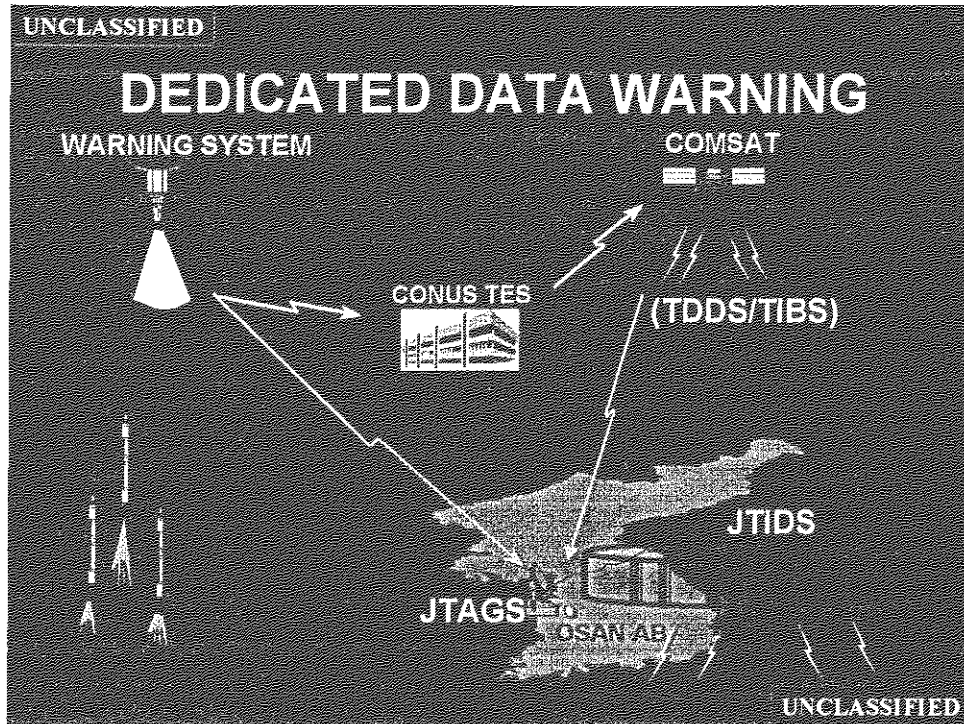 UNCLASSIFIED
DEDICATED DATA WARNING
WARNING SYSTEM
COMSAT
CONUS TES
(TDDS/TIBS)
JTIDS
JTAGS
OSAN AB
UNCLASSIFIED